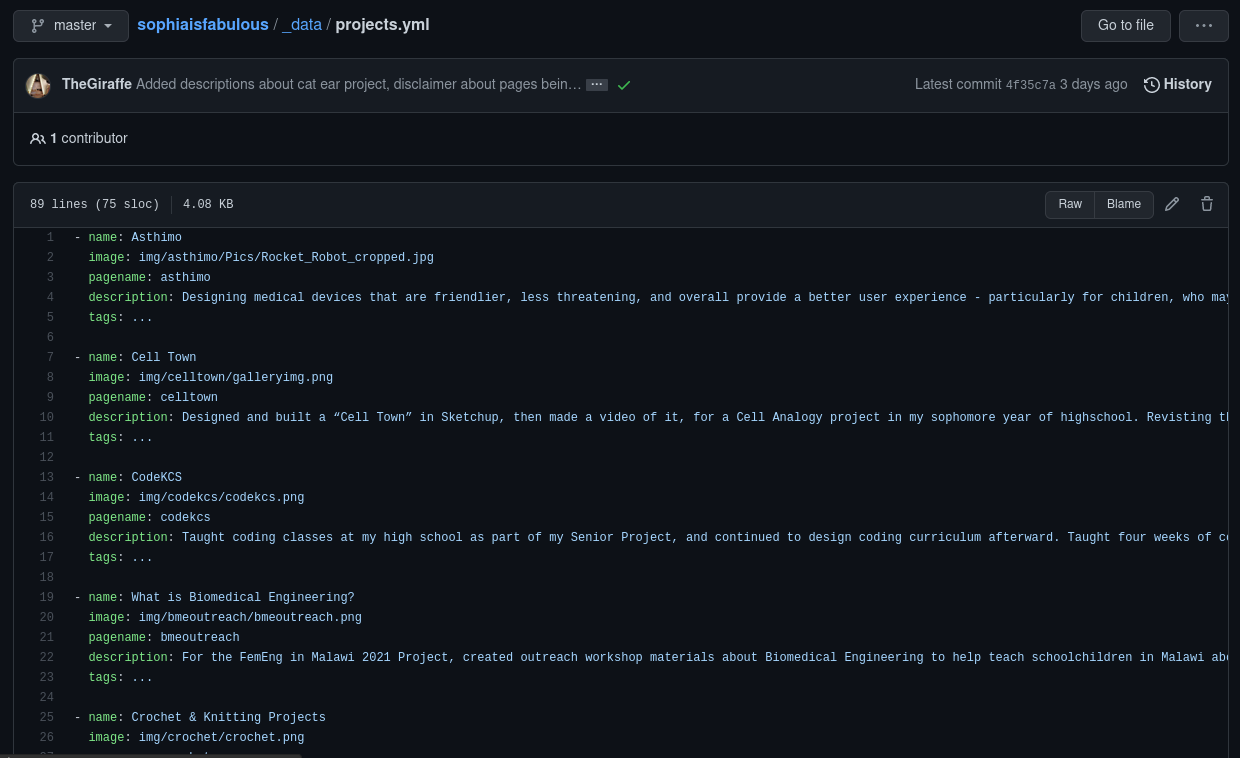 master sophiaisfabulous / _data / projects.yml Go to file ...
TheGiraffe Added descriptions about cat ear project, disclaimer about pages bein… ... Latest commit 4f35c7a 3 days ago History
1 contributor
89 lines (75 sloc) 4.08 KB Raw Blame
1 - name: Asthimo
2 image: img/asthimo/Pics/Rocket_Robot_cropped.jpg
3 pagename: asthimo
4 description: Designing medical devices that are friendlier, less threatening, and overall provide a better user experience - particularly for children, who may
5 tags: ...
6
7 - name: Cell Town
8 image: img/celltown/galleryimg.png
9 pagename: celltown
10 description: Designed and built a “Cell Town” in Sketchup, then made a video of it, for a Cell Analogy project in my sophomore year of highschool. Revisting
11 tags: ...
12
13 - name: CodeKCS
14 image: img/codekcs/codekcs.png
15 pagename: codekcs
16 description: Taught coding classes at my high school as part of my Senior Project, and continued to design coding curriculum afterward. Taught four weeks of
17 tags: ...
18
19 - name: What is Biomedical Engineering?
20 image: img/bmeoutreach/bmeoutreach.png
21 pagename: bmeoutreach
22 description: For the FemEng in Malawi 2021 Project, created outreach workshop materials about Biomedical Engineering to help teach schoolchildren in Malawi
23 tags: ...
24
25 - name: Crochet & Knitting Projects
26 image: img/crochet/crochet.png